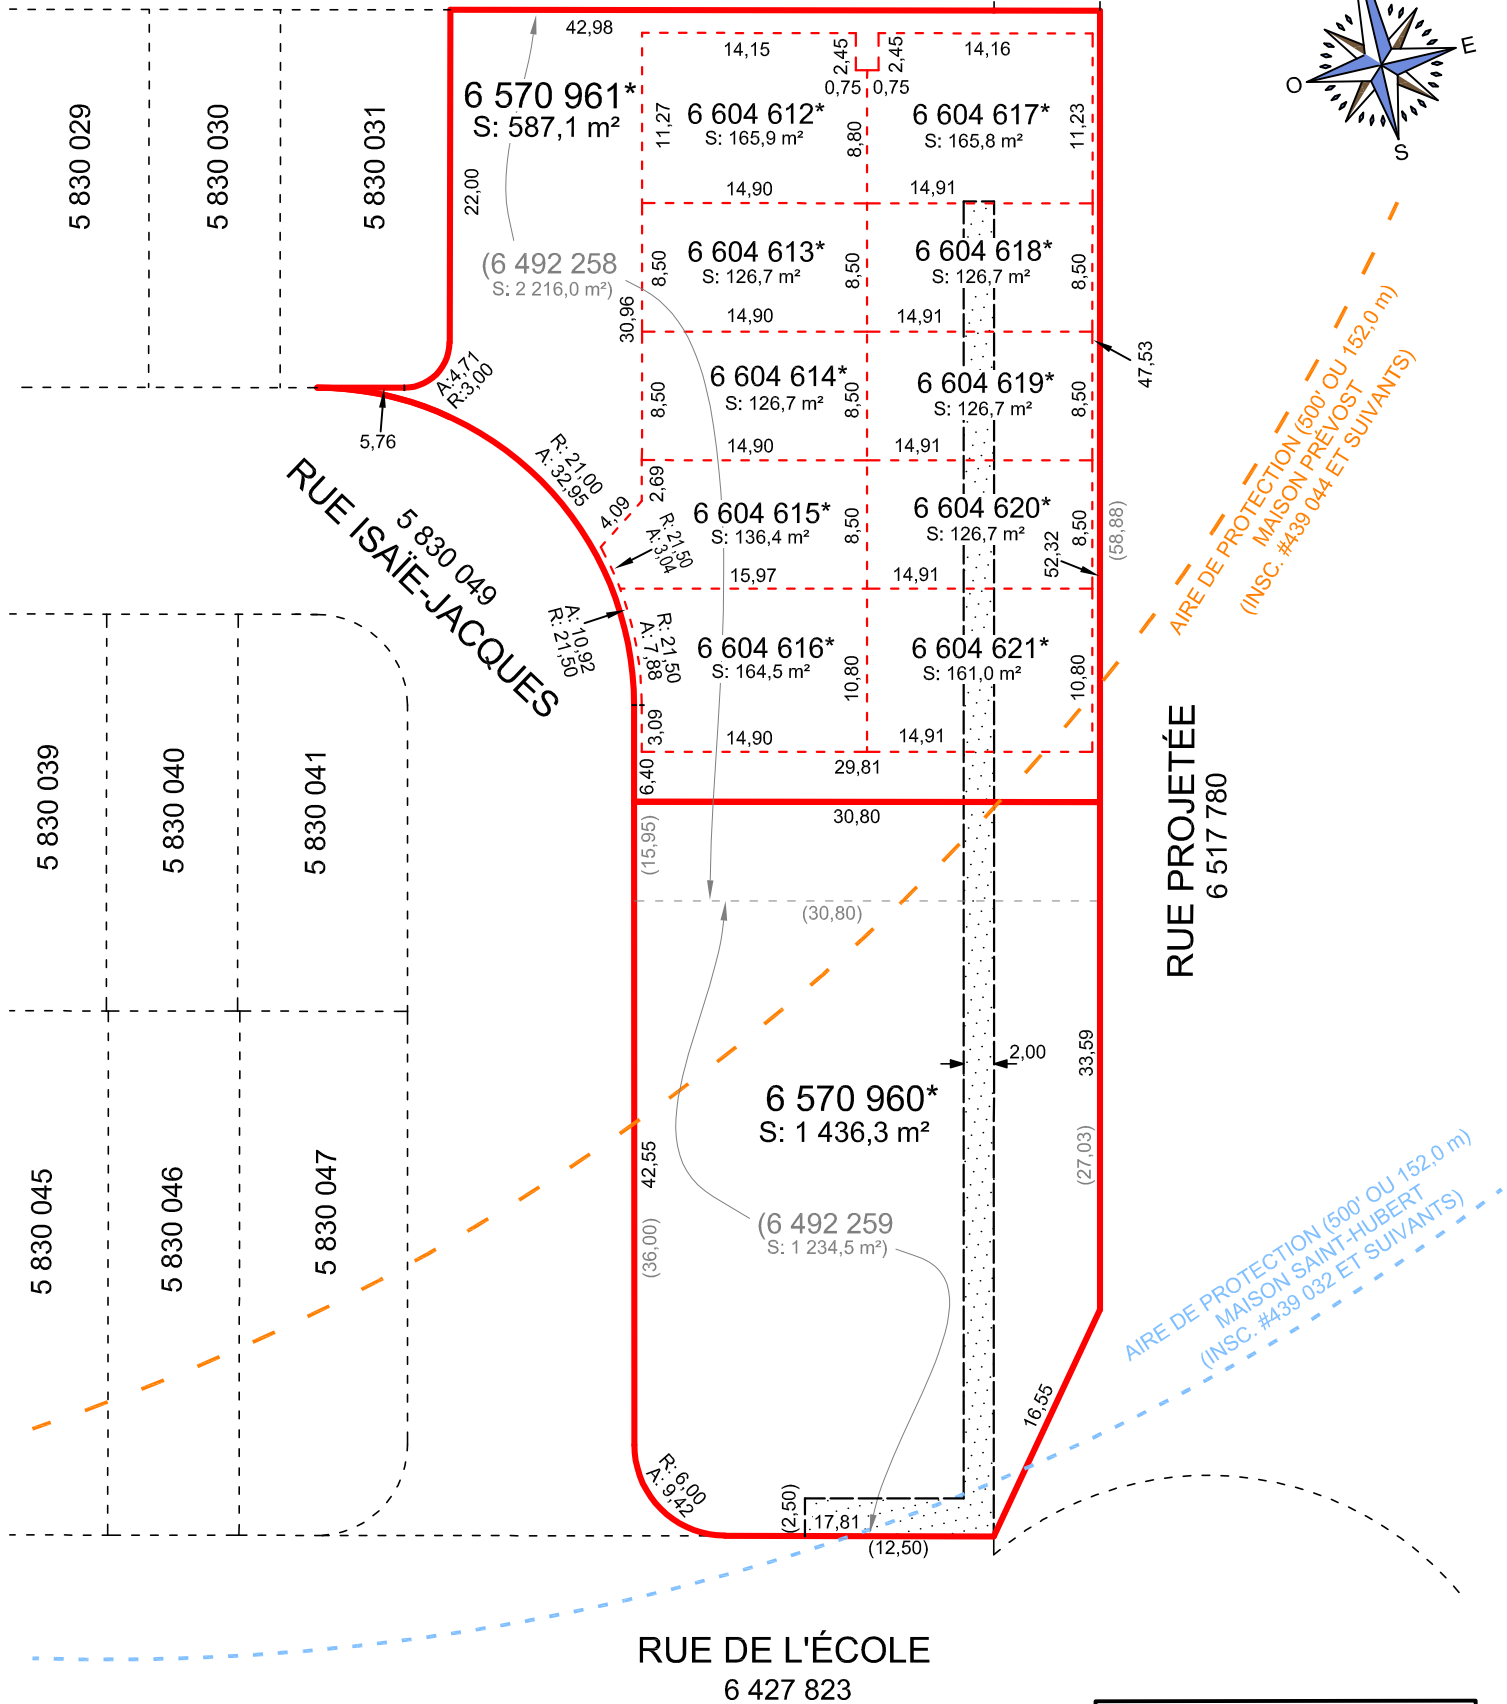 42,98
14,15
2,45
2,45
14,16
E
O
S
6 570 961*
S: 587,1 m²
0,75
0,75
5 830 029
5 830 030
5 830 031
22,00
11,27
6 604 612*
S: 165,9 m²
8,80
6 604 617*
S: 165,8 m²
11,23
14,90
14,91
(6 492 258
S: 2 216,0 m²)
8,50
6 604 613*
S: 126,7 m²
8,50
6 604 618*
S: 126,7 m²
8,50
30,96
14,90
14,91
47,53
A:4,71
R:3,00
5,76
8,50
6 604 614*
S: 126,7 m²
8,50
6 604 619*
S: 126,7 m²
8,50
14,90
14,91
AIRE DE PROTECTION (500' OU 152,0 m)
MAISON PRÉVOST
(INSC. #439 044 ET SUIVANTS)
R: 21,00
A: 32,95
4,09
2,69
R: 21,50
A: 3,04
6 604 615*
S: 136,4 m²
8,50
6 604 620*
S: 126,7 m²
8,50
52,32
(58,88)
15,97
14,91
5 830 049
RUE ISAÏE-JACQUES
A: 10,92
R: 21,50
R: 21,50
A: 7,88
6 604 616*
S: 164,5 m²
10,80
6 604 621*
S: 161,0 m²
10,80
3,09
14,90
14,91
29,81
6,40
30,80
RUE PROJETÉE
6 517 780
5 830 039
5 830 040
5 830 041
(15,95)
(30,80)
2,00
33,59
6 570 960*
S: 1 436,3 m²
(27,03)
42,55
(36,00)
5 830 045
5 830 046
5 830 047
(6 492 259
S: 1 234,5 m²)
AIRE DE PROTECTION (500' OU 152,0 m)
MAISON SAINT-HUBERT
(INSC. #439 032 ET SUIVANTS)
16,55
R: 6,00
A: 9,42
(2,50)
17,81
(12,50)
RUE DE L'ÉCOLE
6 427 823